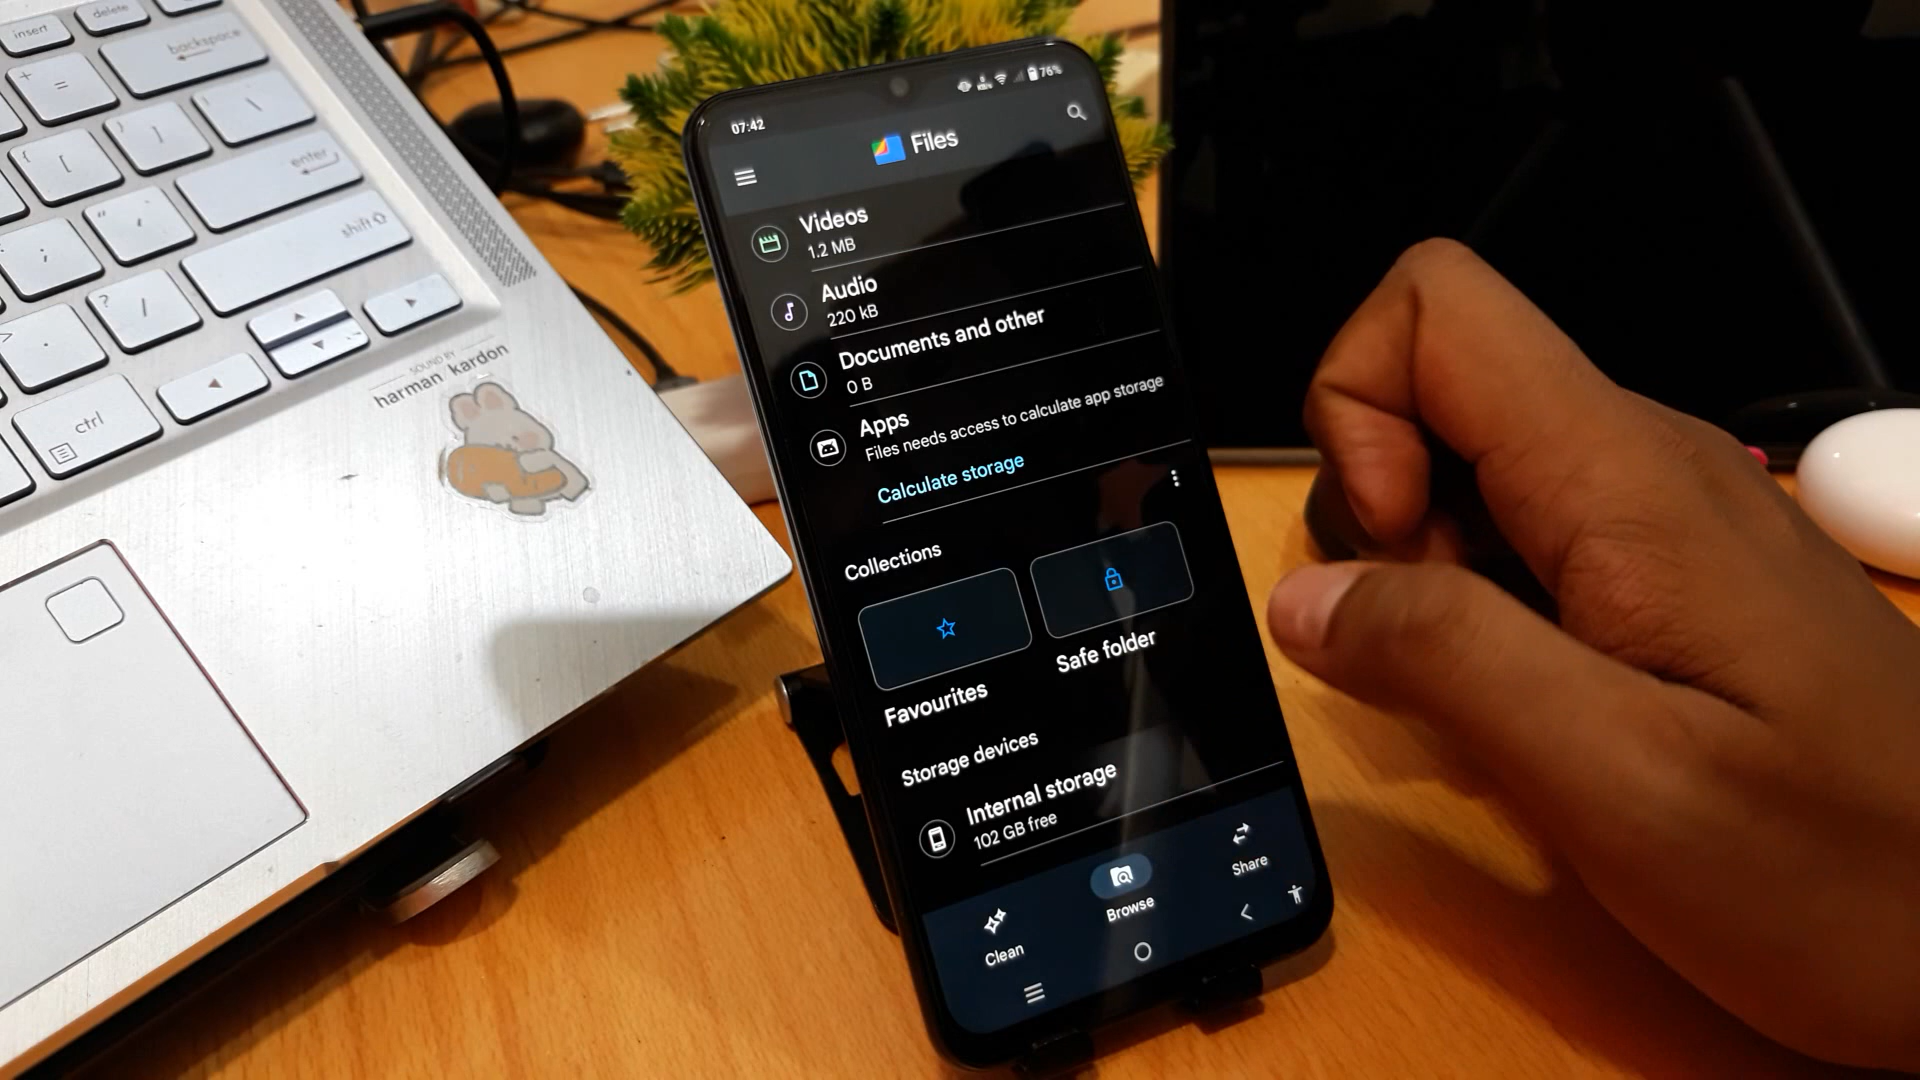 insert
delete
backspace
+
=
{
[
}
]
\
enter
"
'
:
;
shift
?
/
>
.
ctrl
SOUND BY
harman / kardon
07:42
76%
Files
Videos
1.2 MB
Audio
220 kB
Documents and other
0 B
Apps
Files needs access to calculate app storage
Calculate storage
Collections
Favourites
Safe folder
Storage devices
Internal storage
102 GB free
Clean
Browse
Share